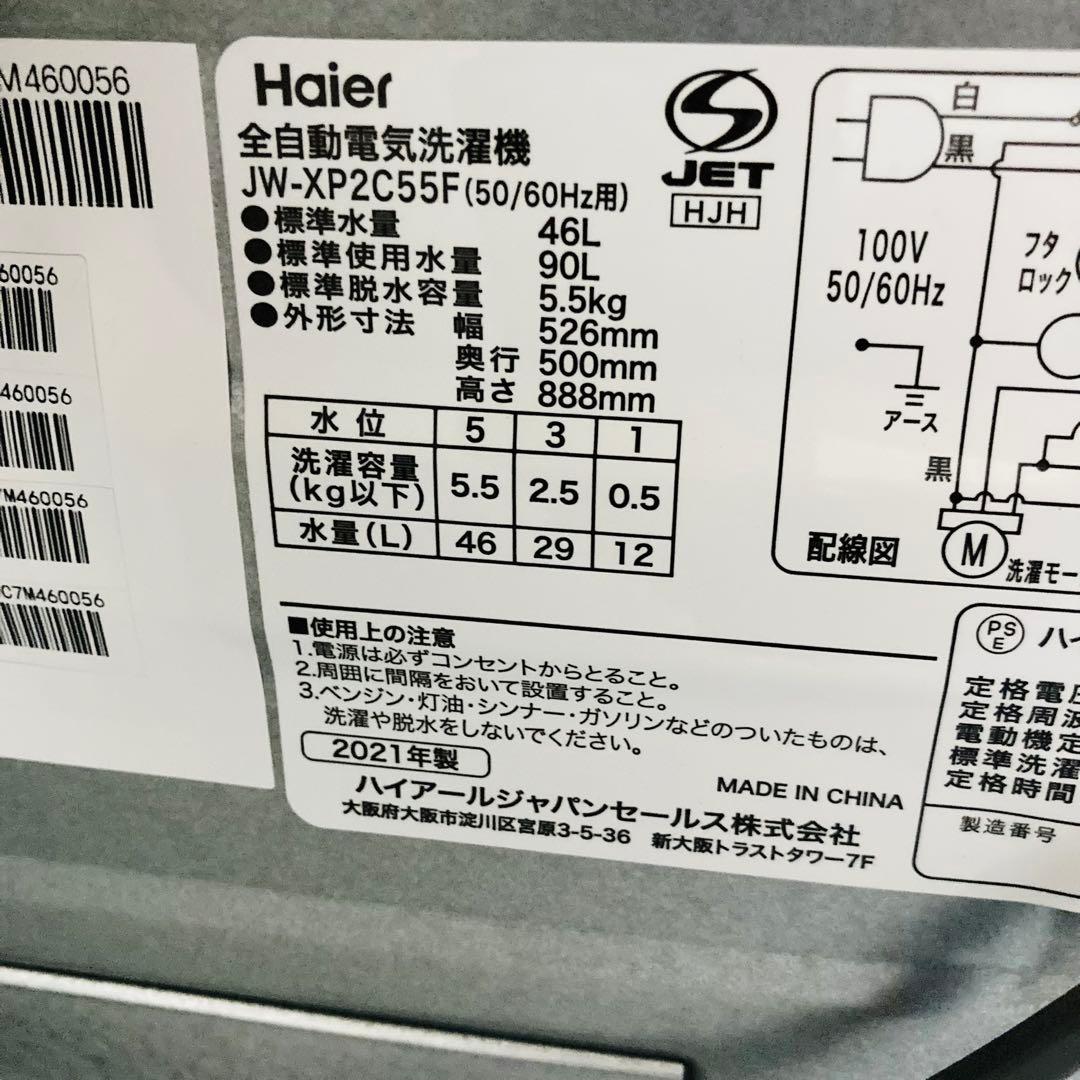 M460056
60056
460056
M460056
C7M460056
Haier
全自動電気洗濯機
JW-XP2C55F(50/60Hz用)
●標準水量 46L
●標準使用水量 90L
●標準脱水容量 5.5kg
●外形寸法 幅 526mm
奥行 500mm
高さ 888mm
JET
HJH
水位 5 3 1
洗濯容量
(kg以下) 5.5 2.5 0.5
水量(L) 46 29 12
■使用上の注意
1.電源は必ずコンセントからとること。
2.周囲に間隔をおいて設置すること。
3.ベンジン・灯油・シンナー・ガソリンなどのついたものは、
洗濯や脱水をしないでください。
2021年製
MADE IN CHINA
ハイアールジャパンセールス株式会社
大阪府大阪市淀川区宮原3-5-36 新大阪トラストタワー7F
白
黒
100V
50/60Hz
フタ
ロック
アース
黒
配線図
M
洗濯モー
PS
E
ハイ
定格電圧
定格周波
電動機定
標準洗濯
定格時間
製造番号